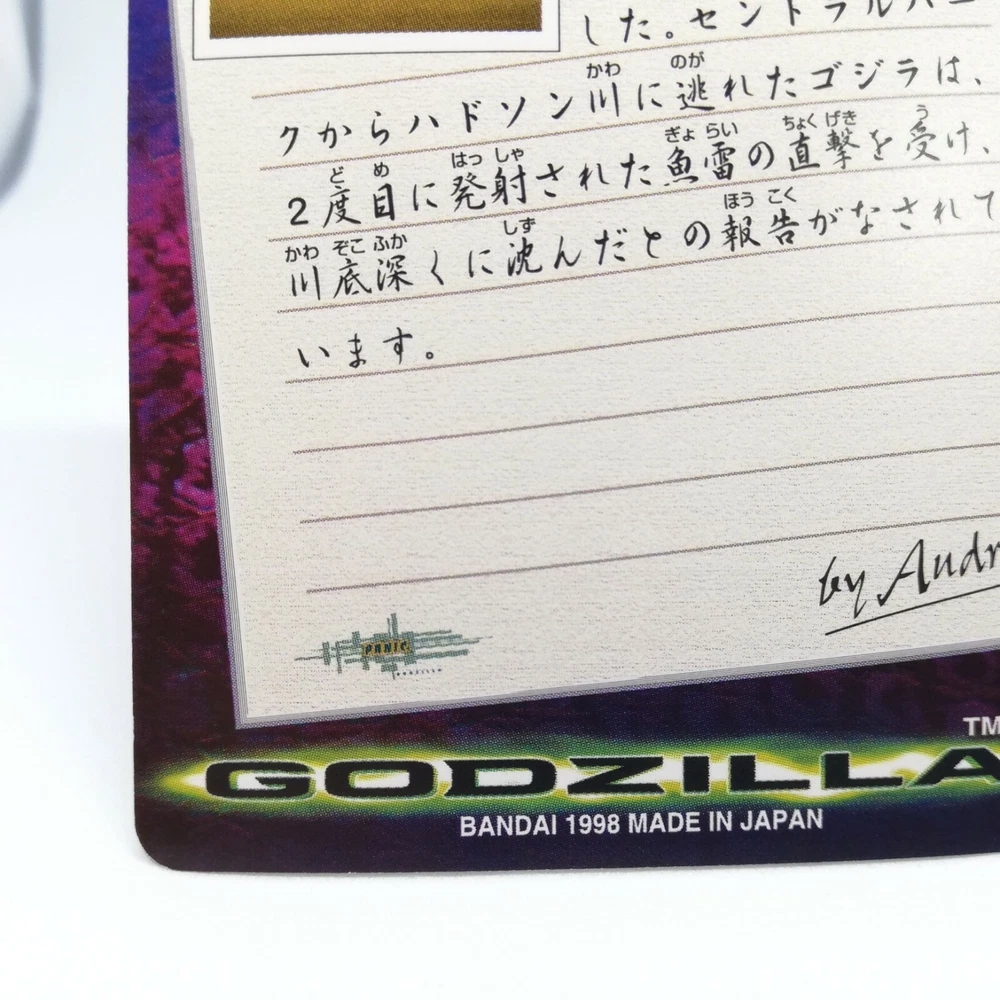 した。セントラルパー
クからハドソン川に逃れたゴジラは、
2度目に発射された魚雷の直撃を受け、
川底深くに沈んだとの報告がなされて
います。
by Andr
PANIC
GODZILLA
TM
GODZILLA
BANDAI 1998 MADE IN JAPAN